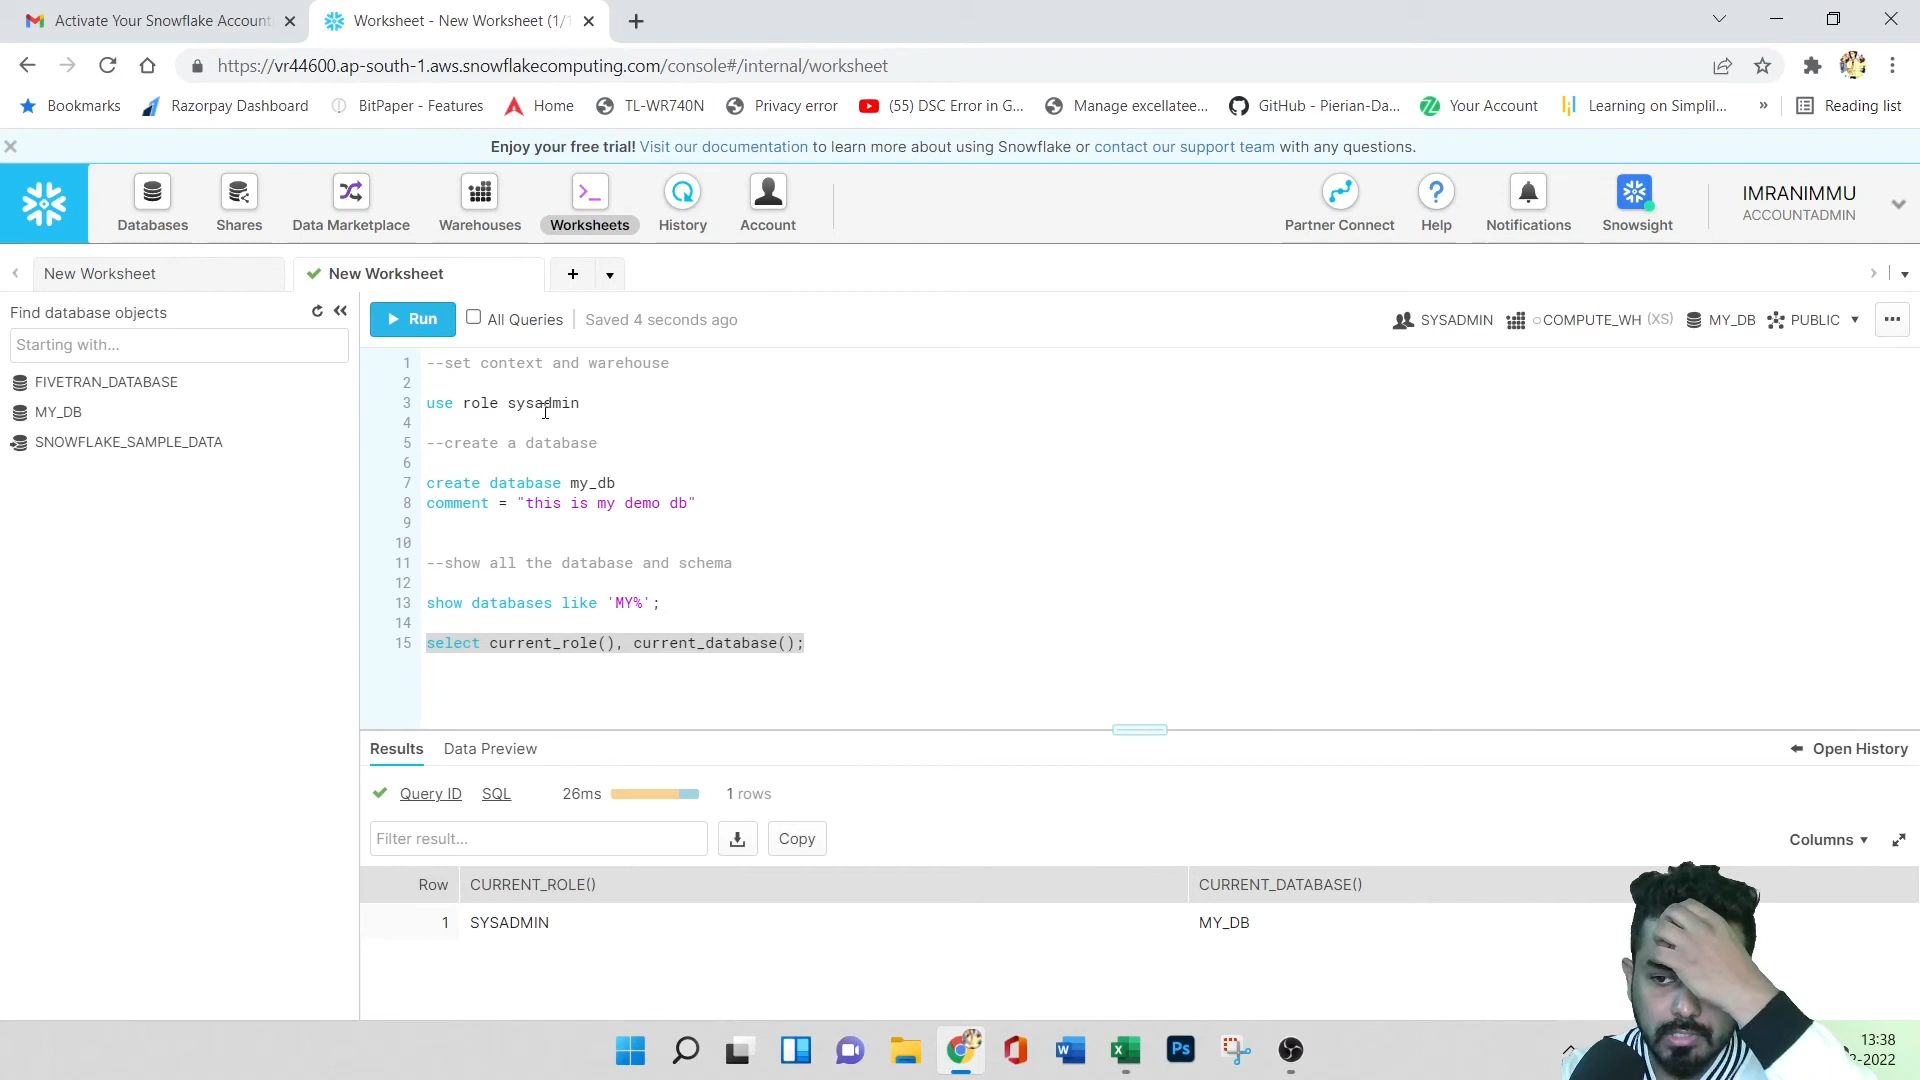 Activate Your Snowflake Account
Worksheet - New Worksheet (1/1
https://vr44600.ap-south-1.aws.snowflakecomputing.com/console#/internal/worksheet
Bookmarks
Razorpay Dashboard
BitPaper - Features
Home
TL-WR740N
Privacy error
(55) DSC Error in G...
Manage excellatee...
GitHub - Pierian-Da...
Your Account
Learning on Simplil...
»
Reading list
Enjoy your free trial! Visit our documentation to learn more about using Snowflake or contact our support team with any questions.
Databases
Shares
Data Marketplace
Warehouses
Worksheets
History
Account
Partner Connect
Help
Notifications
Snowsight
IMRANIMMU
ACCOUNTADMIN
New Worksheet
New Worksheet
Find database objects
Starting with...
FIVETRAN_DATABASE
MY_DB
SNOWFLAKE_SAMPLE_DATA
Run
All Queries
Saved 4 seconds ago
SYSADMIN
COMPUTE_WH (XS)
MY_DB
PUBLIC
1 --set context and warehouse
2
3 use role sysadmin
4
5 --create a database
6
7 create database my_db
8 comment = "this is my demo db"
9
10
11 --show all the database and schema
12
13 show databases like 'MY%';
14
15 select current_role(), current_database();
Results
Data Preview
Open History
Query ID
SQL
26ms
1 rows
Filter result...
Copy
Columns
Row CURRENT_ROLE() CURRENT_DATABASE()
1 SYSADMIN MY_DB
13:38
2-2022